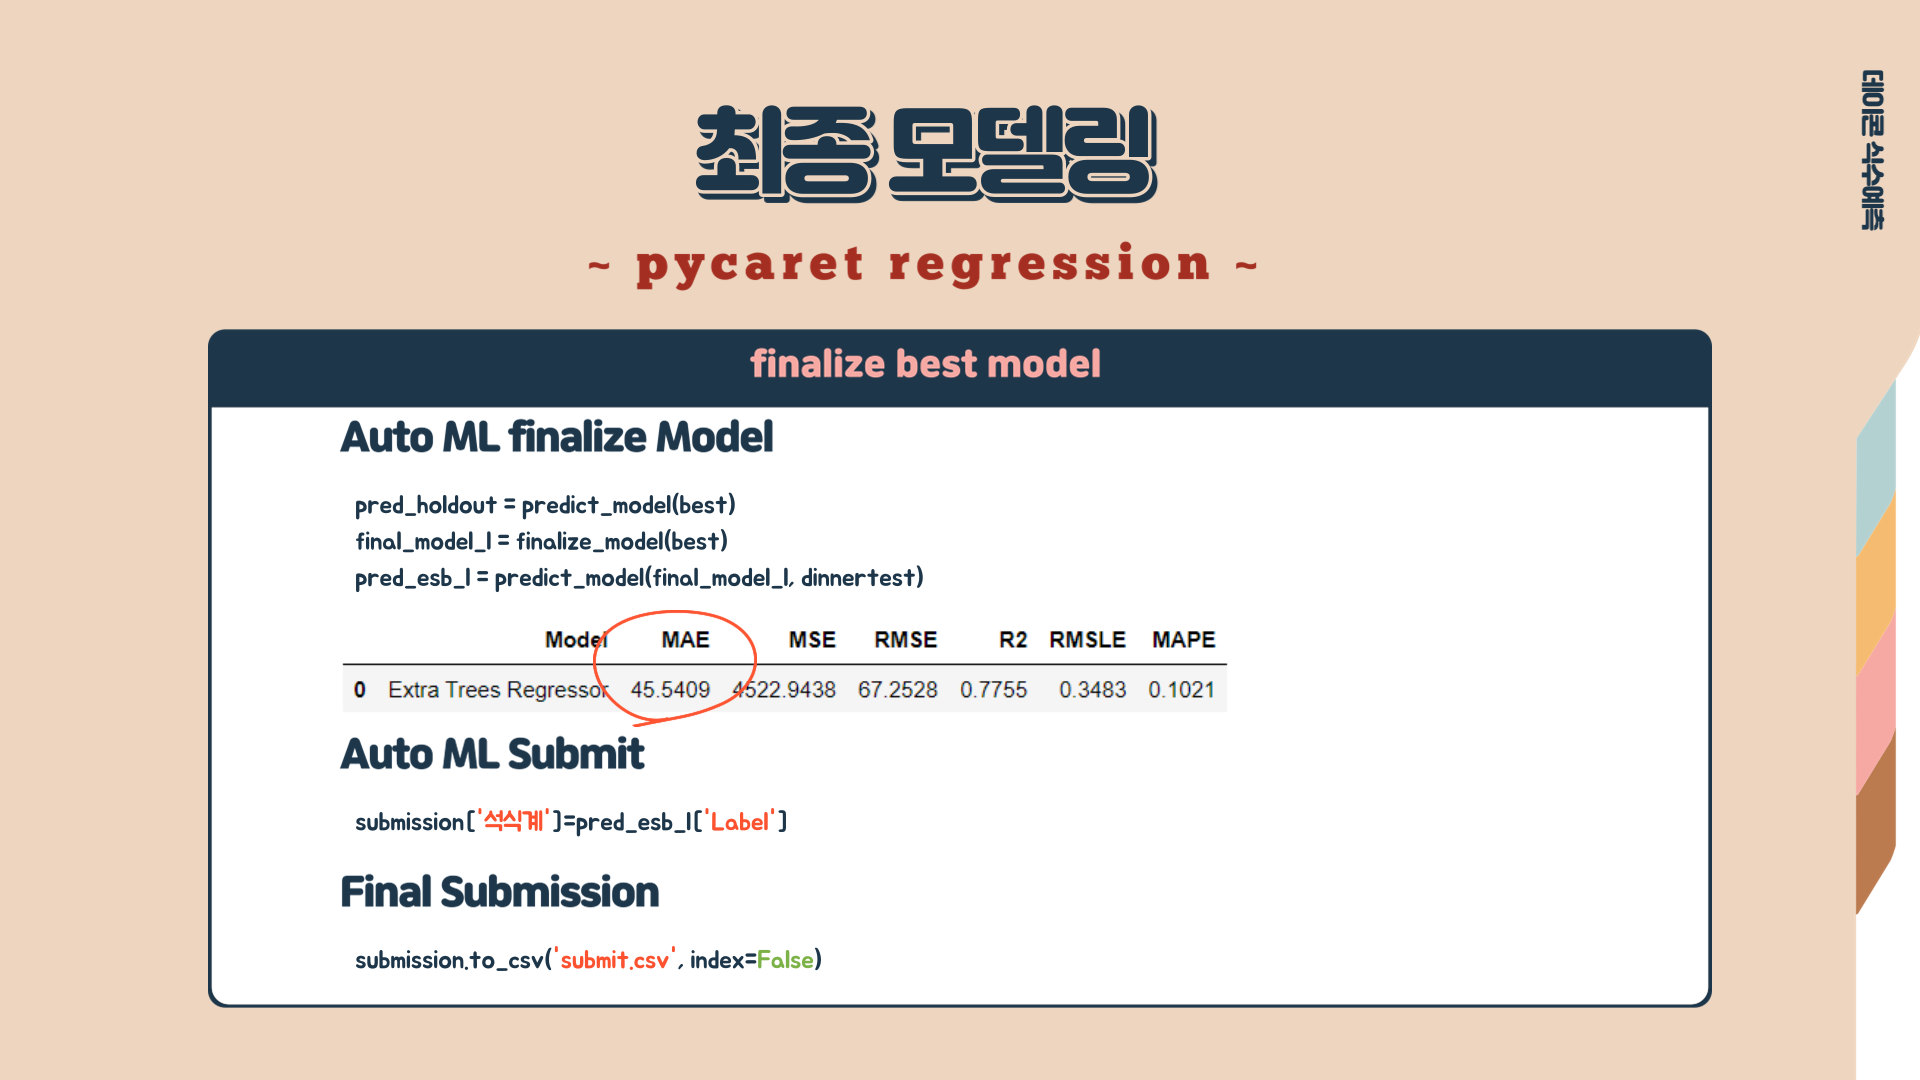 최종 모델링
~ pycaret regression ~
데이콘 식수예측
finalize best model
Auto ML finalize Model
pred_holdout = predict_model(best)
final_model_l = finalize_model(best)
pred_esb_l = predict_model(final_model_l, dinnertest)
Model MAE MSE RMSE R2 RMSLE MAPE
0 Extra Trees Regressor 45.5409 4522.9438 67.2528 0.7755 0.3483 0.1021
Auto ML Submit
submission['석식계']=pred_esb_l['Label']
Final Submission
submission.to_csv('submit.csv', index=False)